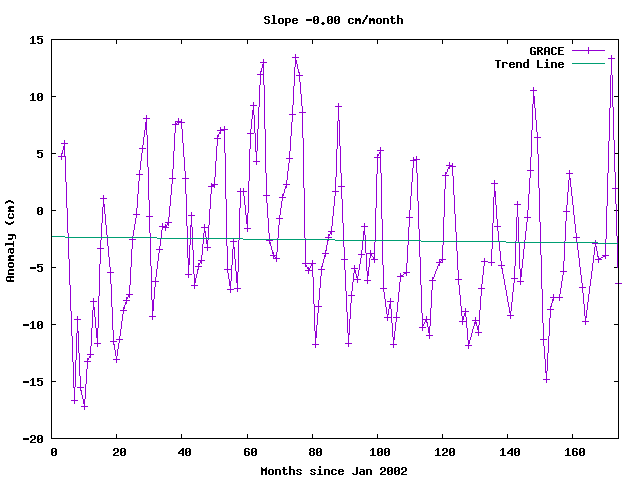 Slope -0.00 cm/month
15
10
5
0
-5
-10
-15
-20
Anomaly (cm)
GRACE
Trend Line
0 20 40 60 80 100 120 140 160
Months since Jan 2002